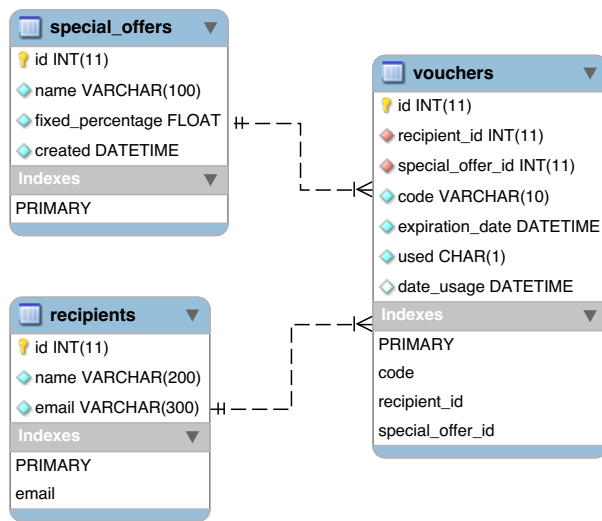 special_offers
id INT(11)
name VARCHAR(100)
fixed_percentage FLOAT
created DATETIME
Indexes
PRIMARY
vouchers
id INT(11)
recipient_id INT(11)
special_offer_id INT(11)
code VARCHAR(10)
expiration_date DATETIME
used CHAR(1)
date_usage DATETIME
Indexes
PRIMARY
code
recipient_id
special_offer_id
recipients
id INT(11)
name VARCHAR(200)
email VARCHAR(300)
Indexes
PRIMARY
email